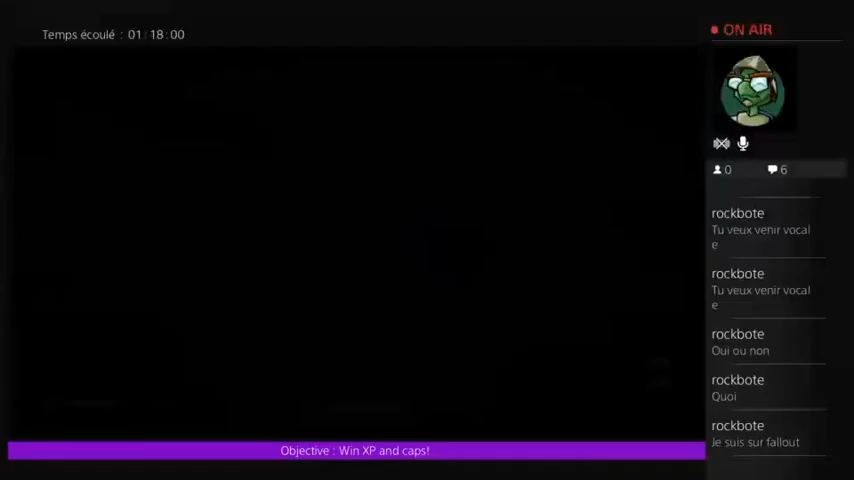 Temps écoulé : 01:18:00
ON AIR
0
6
rockbote
Tu veux venir vocal
e
rockbote
Tu veux venir vocal
e
rockbote
Oui ou non
rockbote
Quoi
rockbote
Je suis sur fallout
Objective : Win XP and caps!